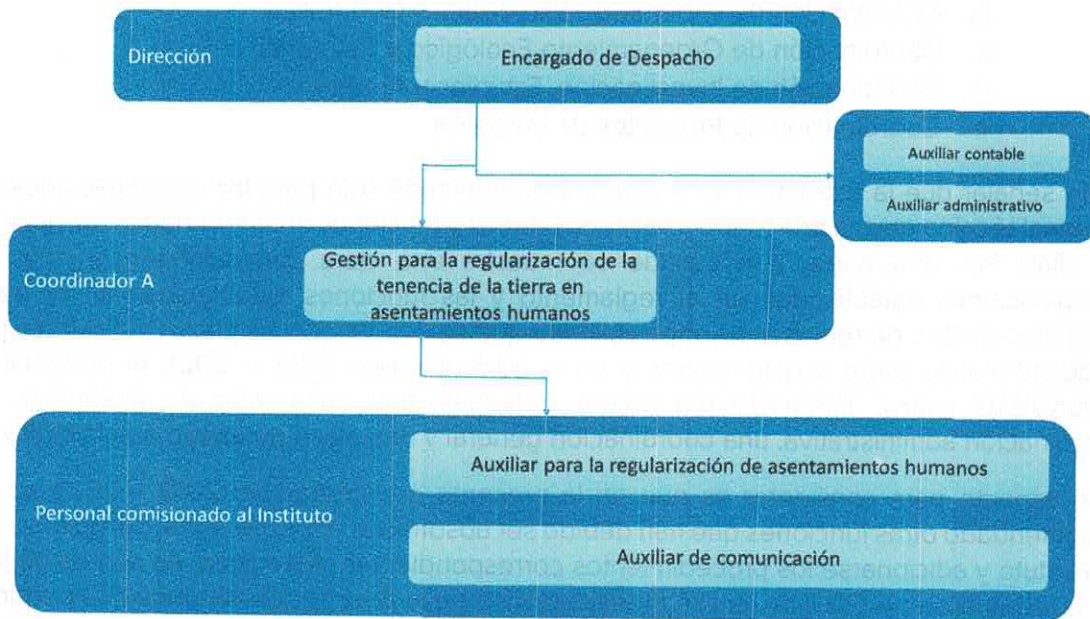 Dirección
Encargado de Despacho
Auxiliar contable
Auxiliar administrativo
Coordinador A
Gestión para la regularización de la
tenencia de la tierra en
asentamientos humanos
Personal comisionado al Instituto
Auxiliar para la regularización de asentamientos humanos
Auxiliar de comunicación